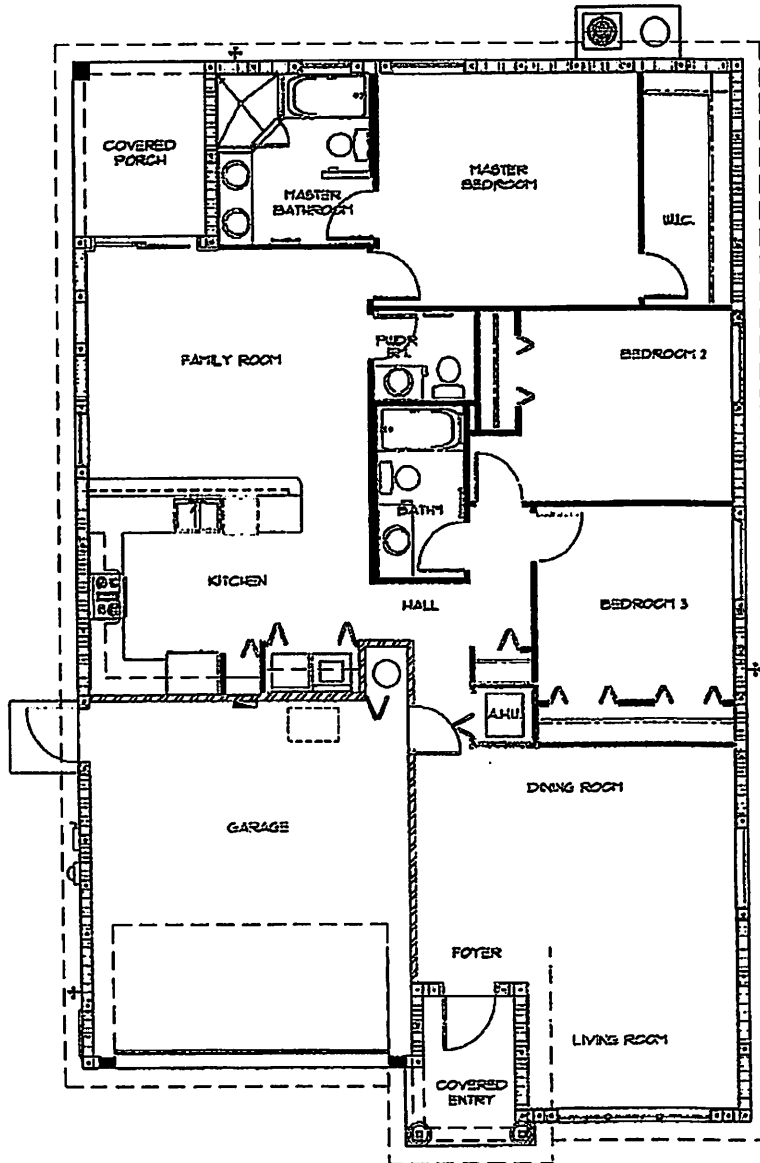 COVERED
PORCH
MASTER
BATHROOM
MASTER
BEDROOM
W.I.C.
FAMILY ROOM
PWDR
RM.
BEDROOM 2
BATH
KITCHEN
HALL
BEDROOM 3
A.H.U.
DINING ROOM
GARAGE
FOYER
LIVING ROOM
COVERED
ENTRY